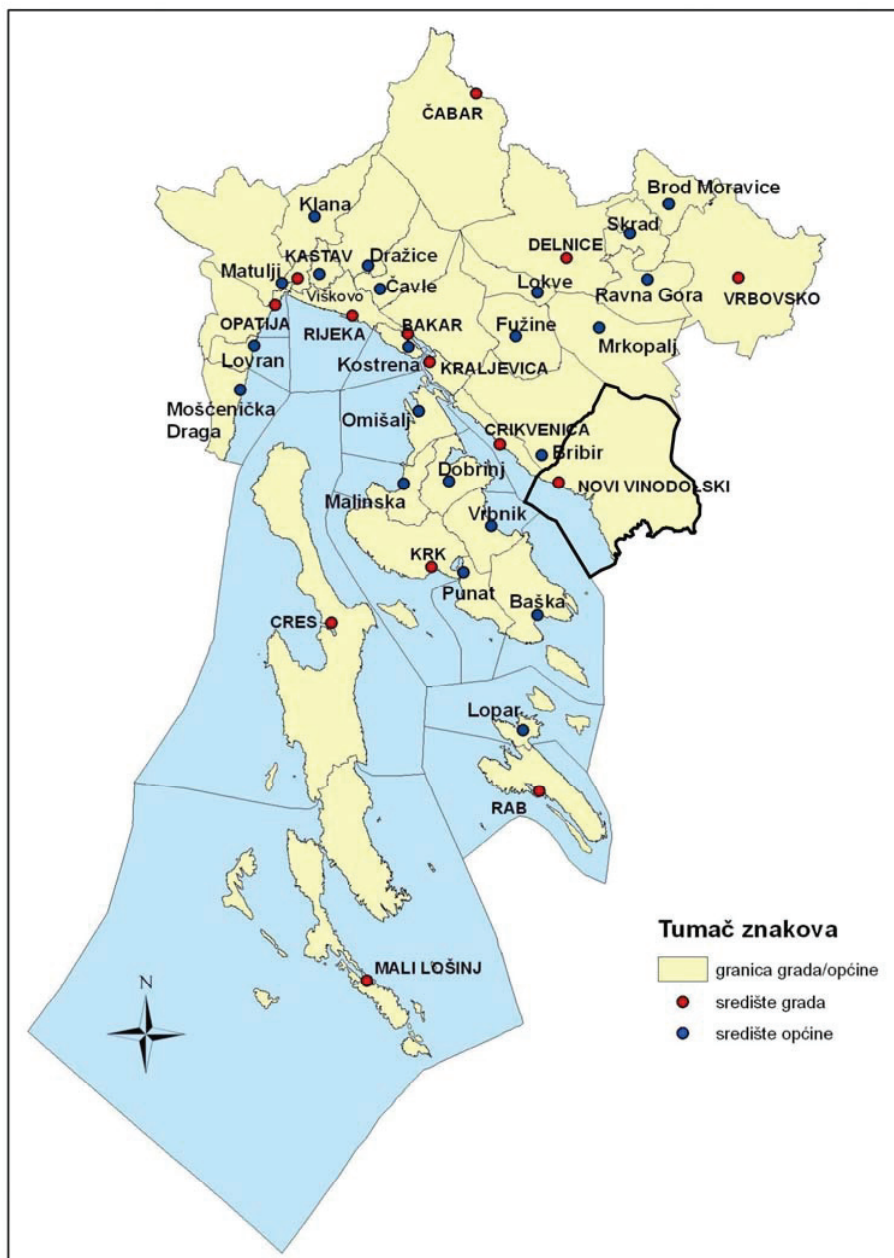 ČABAR
Brod Moravice
Klana
Skrad
KASTAV
Dražice
DELNICE
Matulji
Čavle
Lokve
Ravna Gora
VRBOVSKO
Viškovo
OPATIJA
RIJEKA
BAKAR
Fužine
Mrkopalj
Lovran
Kostrena
KRALJEVICA
Mošćenička
Draga
Omišalj
CRIKVENICA
Bribir
Dobrinj
NOVI VINODOLSKI
Malinska
Vrbnik
KRK
Punat
Baška
CRES
Lopar
RAB
Tumač znakova
granica grada/općine
MALI LOŠINJ
središte grada
N
središte općine